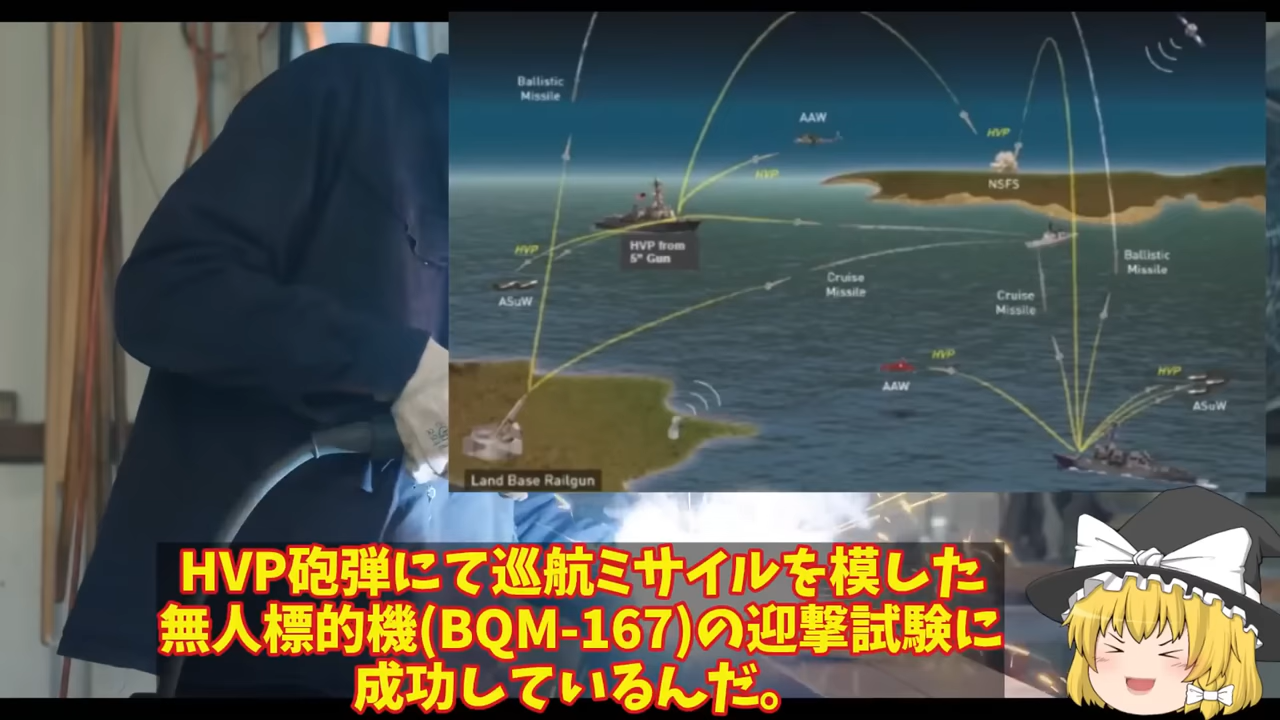 Ballistic
Missile
AAW
HVP
NSFS
HVP
HVP
HVP from
5" Gun
ASuW
Cruise
Missile
Ballistic
Missile
Cruise
Missile
HVP
AAW
HVP
ASuW
Land Base Railgun
HVP砲弾にて巡航ミサイルを模した
無人標的機(BQM-167)の迎撃試験に
成功しているんだ。